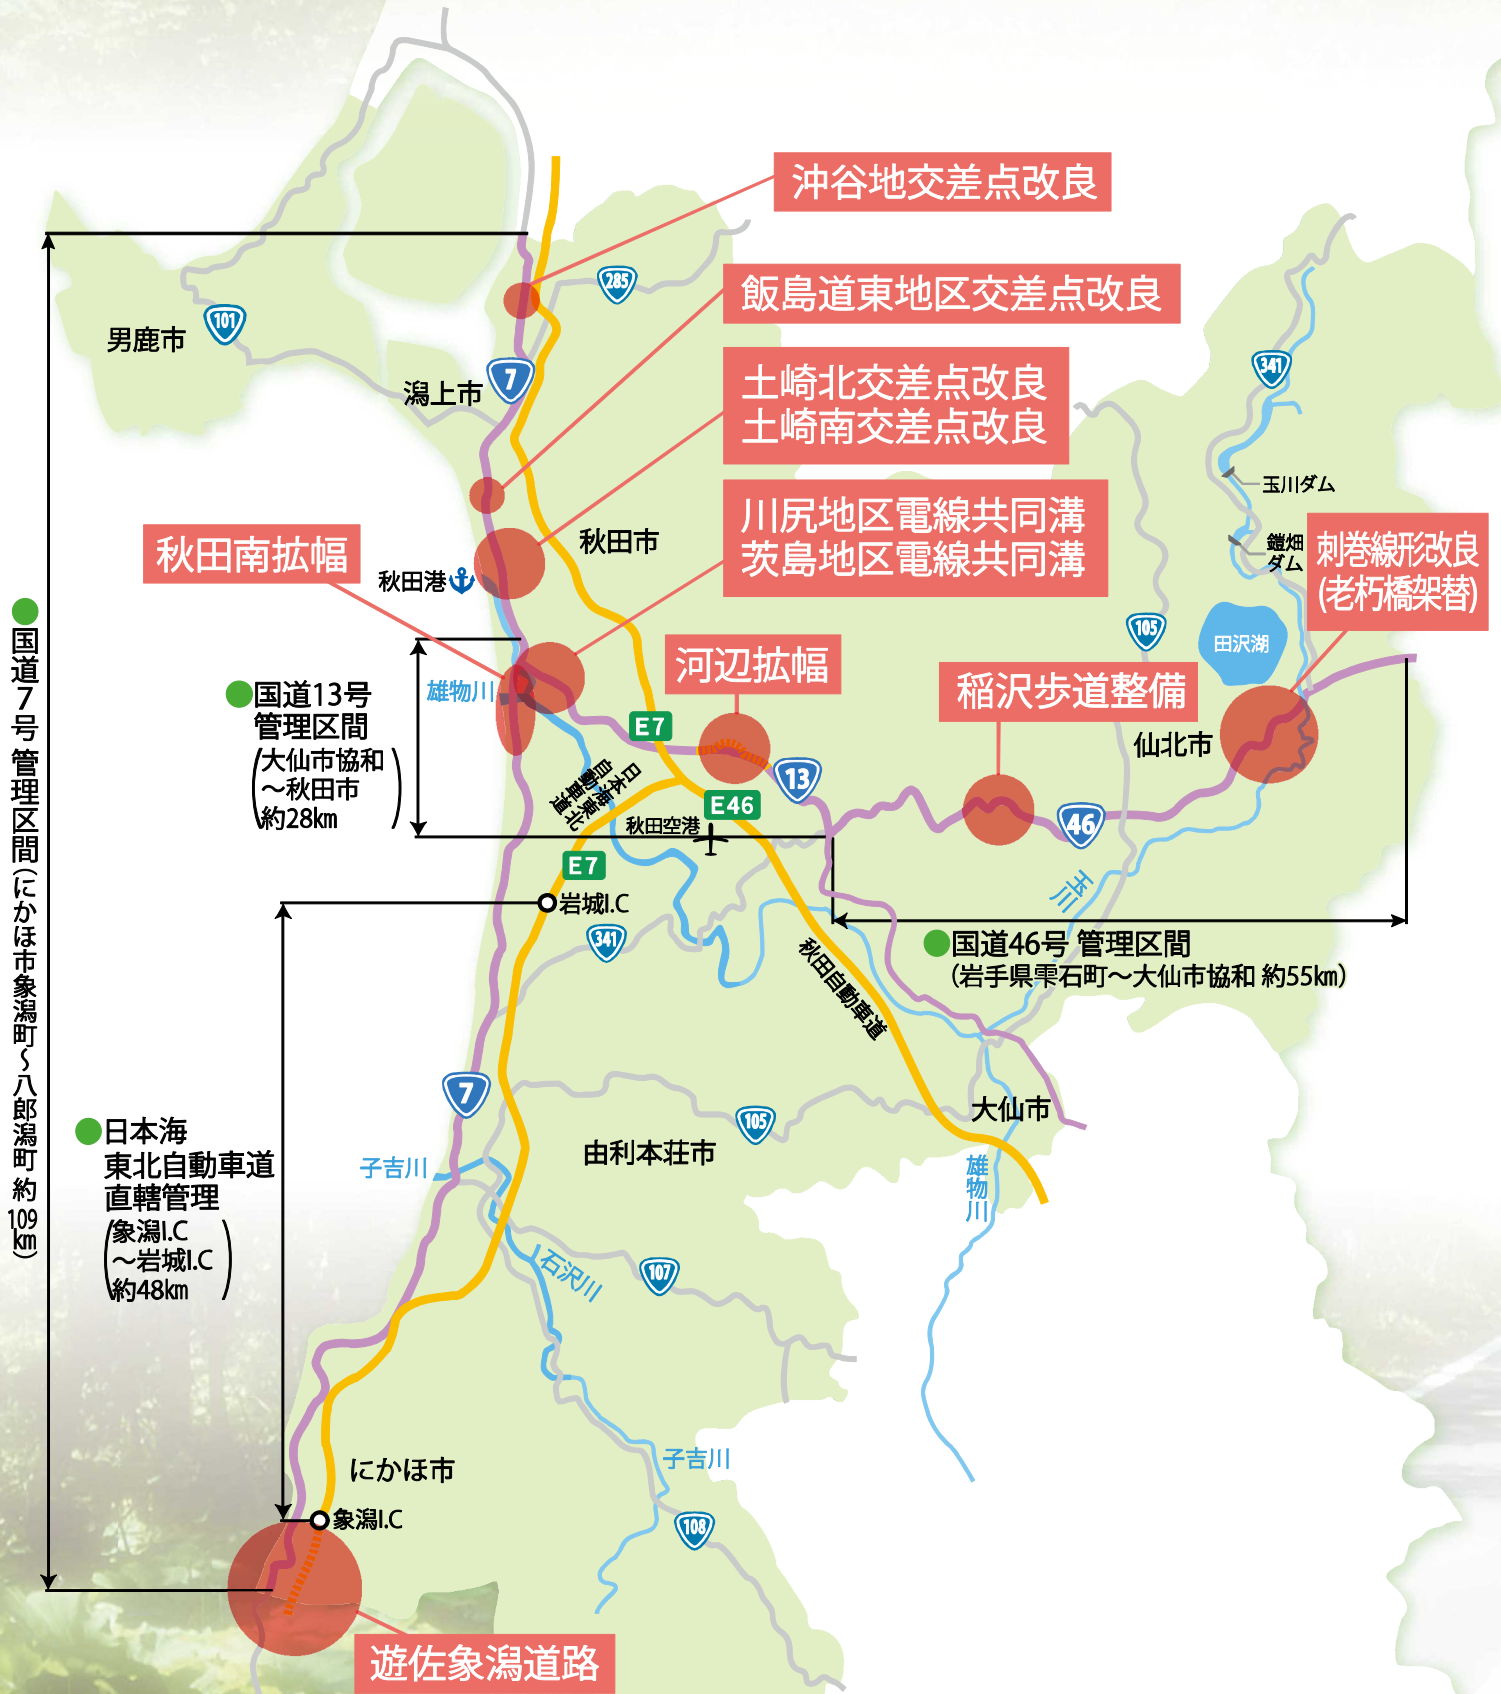 沖谷地交差点改良
285
飯島道東地区交差点改良
101
男鹿市
7
潟上市
土崎北交差点改良
土崎南交差点改良
341
玉川ダム
川尻地区電線共同溝
茨島地区電線共同溝
秋田南拡幅
秋田市
秋田港
鎧畑
ダム
刺巻線形改良
(老朽橋架替)
105
田沢湖
河辺拡幅
稲沢歩道整備
仙北市
雄物川
国道13号
管理区間
(大仙市協和
～秋田市
約28km)
E7
13
E46
46
日本海東北
自動車道
秋田空港
E7
岩城I.C
341
玉川
秋田自動車道
国道46号 管理区間
(岩手県雫石町～大仙市協和 約55km)
国道7号 管理区間(にかほ市象潟町～八郎潟町 約109km)
7
大仙市
105
由利本荘市
子吉川
雄物川
日本海
東北自動車道
直轄管理
(象潟I.C
～岩城I.C
約48km)
石沢川
107
にかほ市
子吉川
象潟I.C
108
遊佐象潟道路